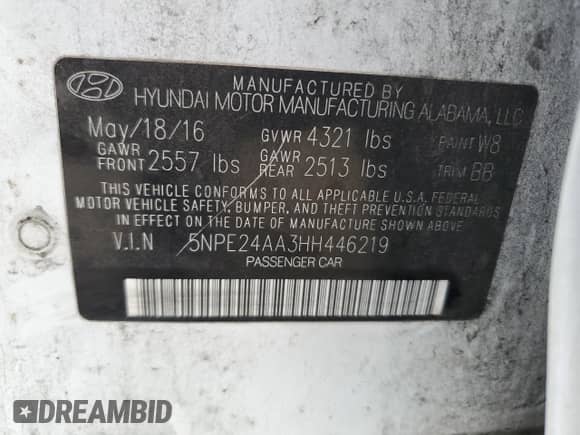 MANUFACTURED BY
HYUNDAI MOTOR MANUFACTURING ALABAMA, LLC
May/18/16 GVWR 4321 lbs PAINT W8
GAWR FRONT 2557 lbs GAWR REAR 2513 lbs TRIM BB
THIS VEHICLE CONFORMS TO ALL APPLICABLE U.S.A. FEDERAL
MOTOR VEHICLE SAFETY, BUMPER, AND THEFT PREVENTION STANDARDS
IN EFFECT ON THE DATE OF MANUFACTURE SHOWN ABOVE.
V.I.N 5NPE24AA3HH446219
PASSENGER CAR
DREAMBID